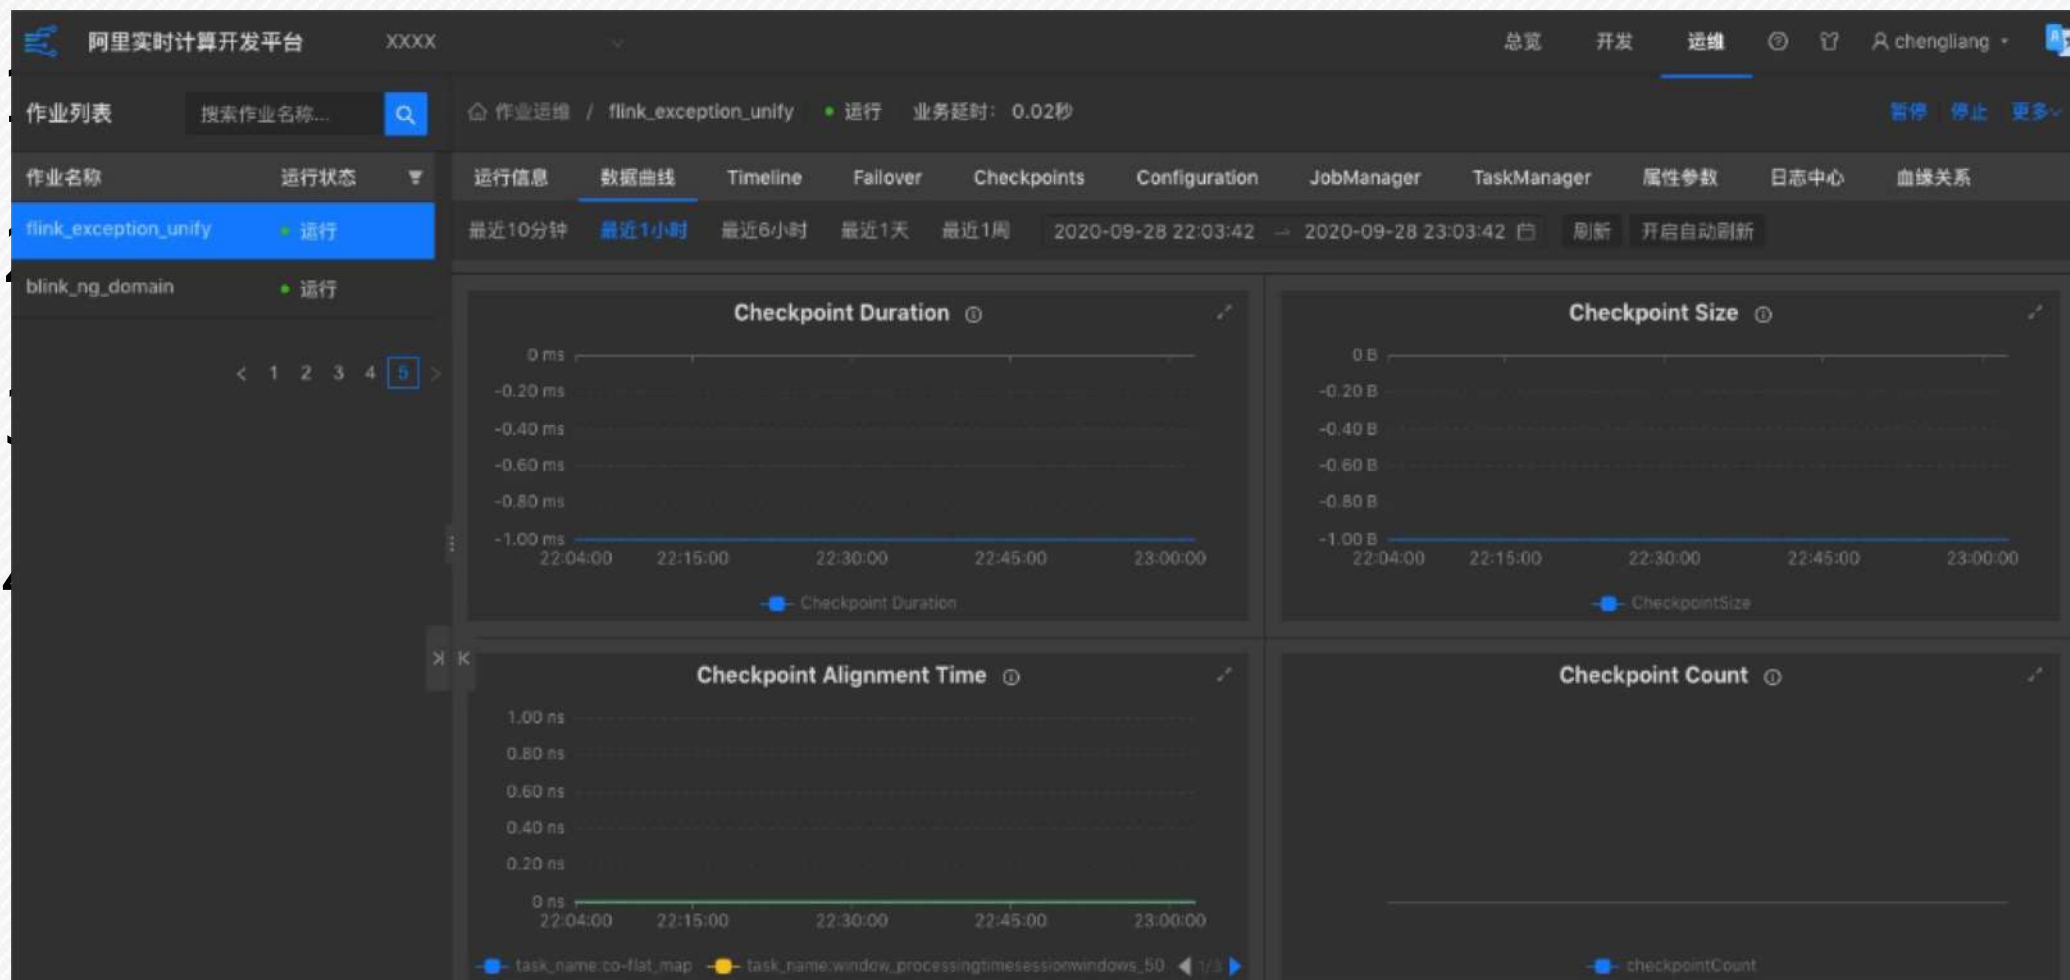 阿里实时计算开发平台 XXXX 总览 开发 运维 chengliang
作业列表 搜索作业名称... 作业运维 / flink_exception_unify 运行 业务延时: 0.02秒 暂停 停止 更多
作业名称 运行状态 运行信息 数据曲线 Timeline Failover Checkpoints Configuration JobManager TaskManager 属性参数 日志中心 血缘关系
flink_exception_unify 运行 最近10分钟 最近1小时 最近6小时 最近1天 最近1周 2020-09-28 22:03:42 → 2020-09-28 23:03:42 刷新 开启自动刷新
blink_ng_domain 运行
< 1 2 3 4 5 >
Checkpoint Duration
0 ms
-0.20 ms
-0.40 ms
-0.60 ms
-0.80 ms
-1.00 ms
22:04:00 22:15:00 22:30:00 22:45:00 23:00:00
Checkpoint Duration
Checkpoint Size
0 B
-0.20 B
-0.40 B
-0.60 B
-0.80 B
-1.00 B
22:04:00 22:15:00 22:30:00 22:45:00 23:00:00
CheckpointSize
Checkpoint Alignment Time
1.00 ns
0.80 ns
0.60 ns
0.40 ns
0.20 ns
0 ns
22:04:00 22:15:00 22:30:00 22:45:00 23:00:00
task_name:co-flat_map task_name:window_processingtimesessionwindows_50 1/3
Checkpoint Count
checkpointCount